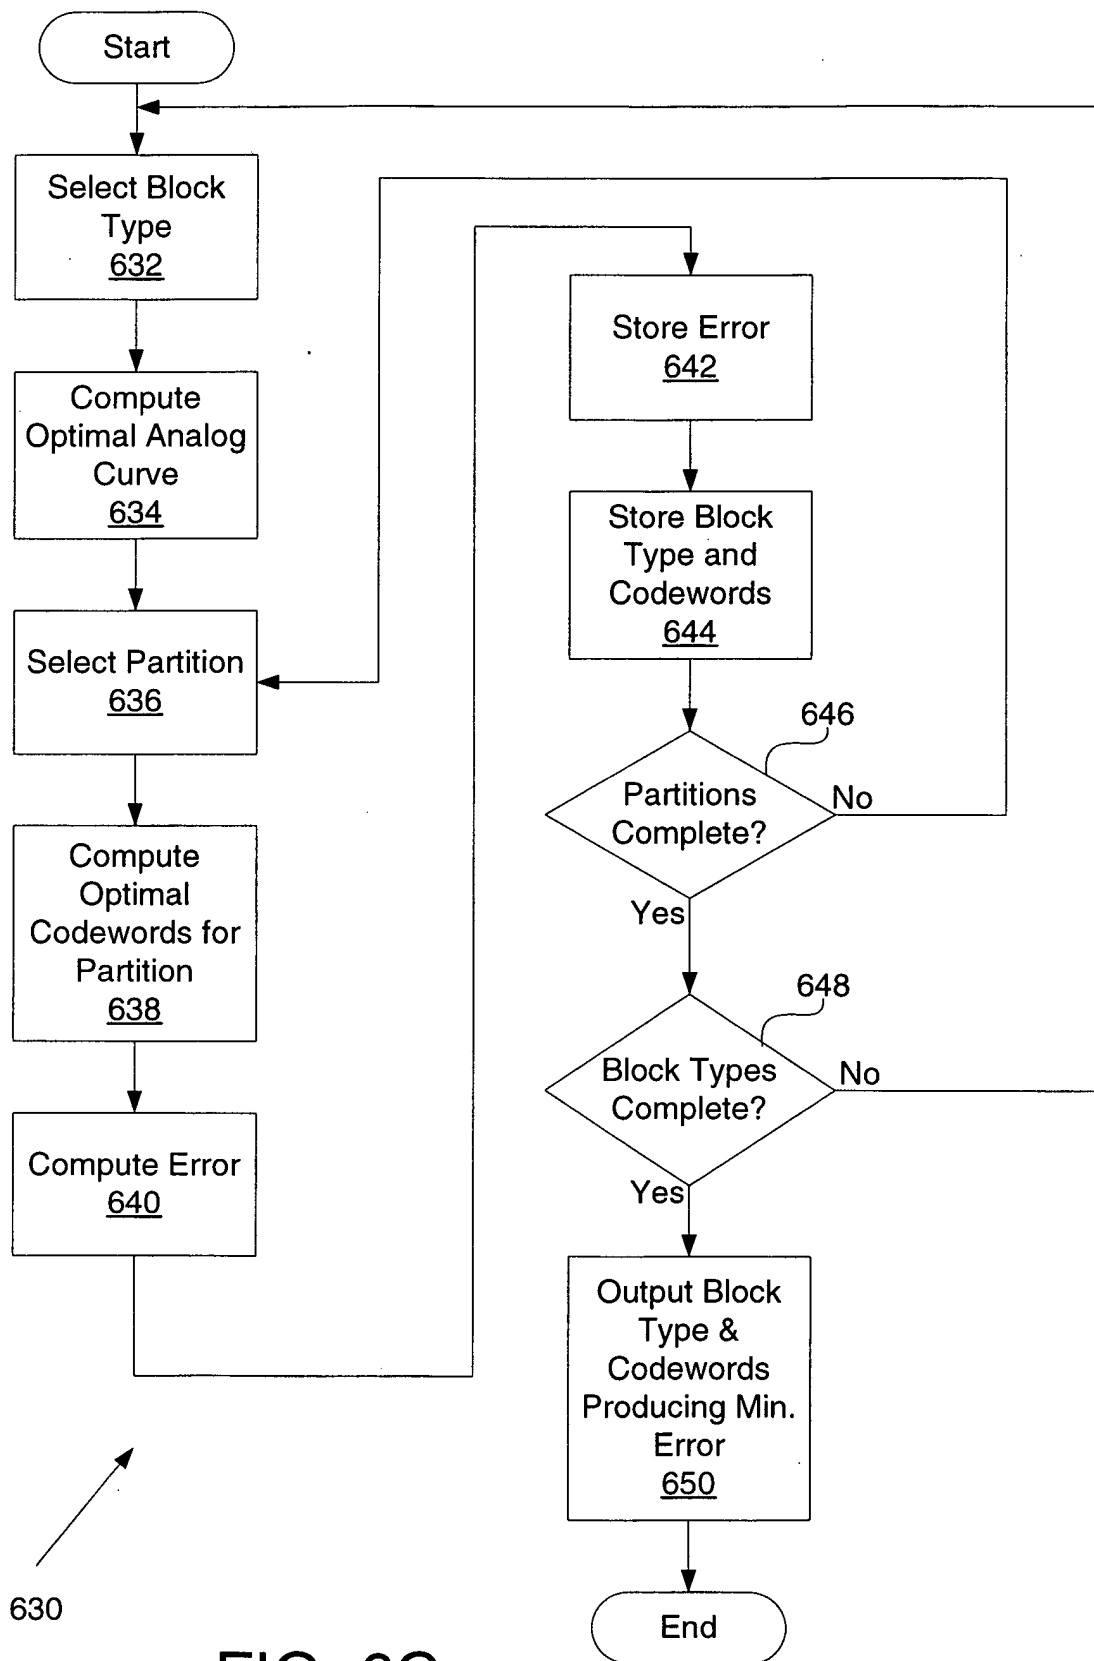 Start
Select Block
Type
632
Compute
Optimal Analog
Curve
634
Select Partition
636
Compute
Optimal
Codewords for
Partition
638
Compute Error
640
630
Store Error
642
Store Block
Type and
Codewords
644
646
Partitions
Complete?
No
Yes
648
Block Types
Complete?
No
Yes
Output Block
Type &
Codewords
Producing Min.
Error
650
End